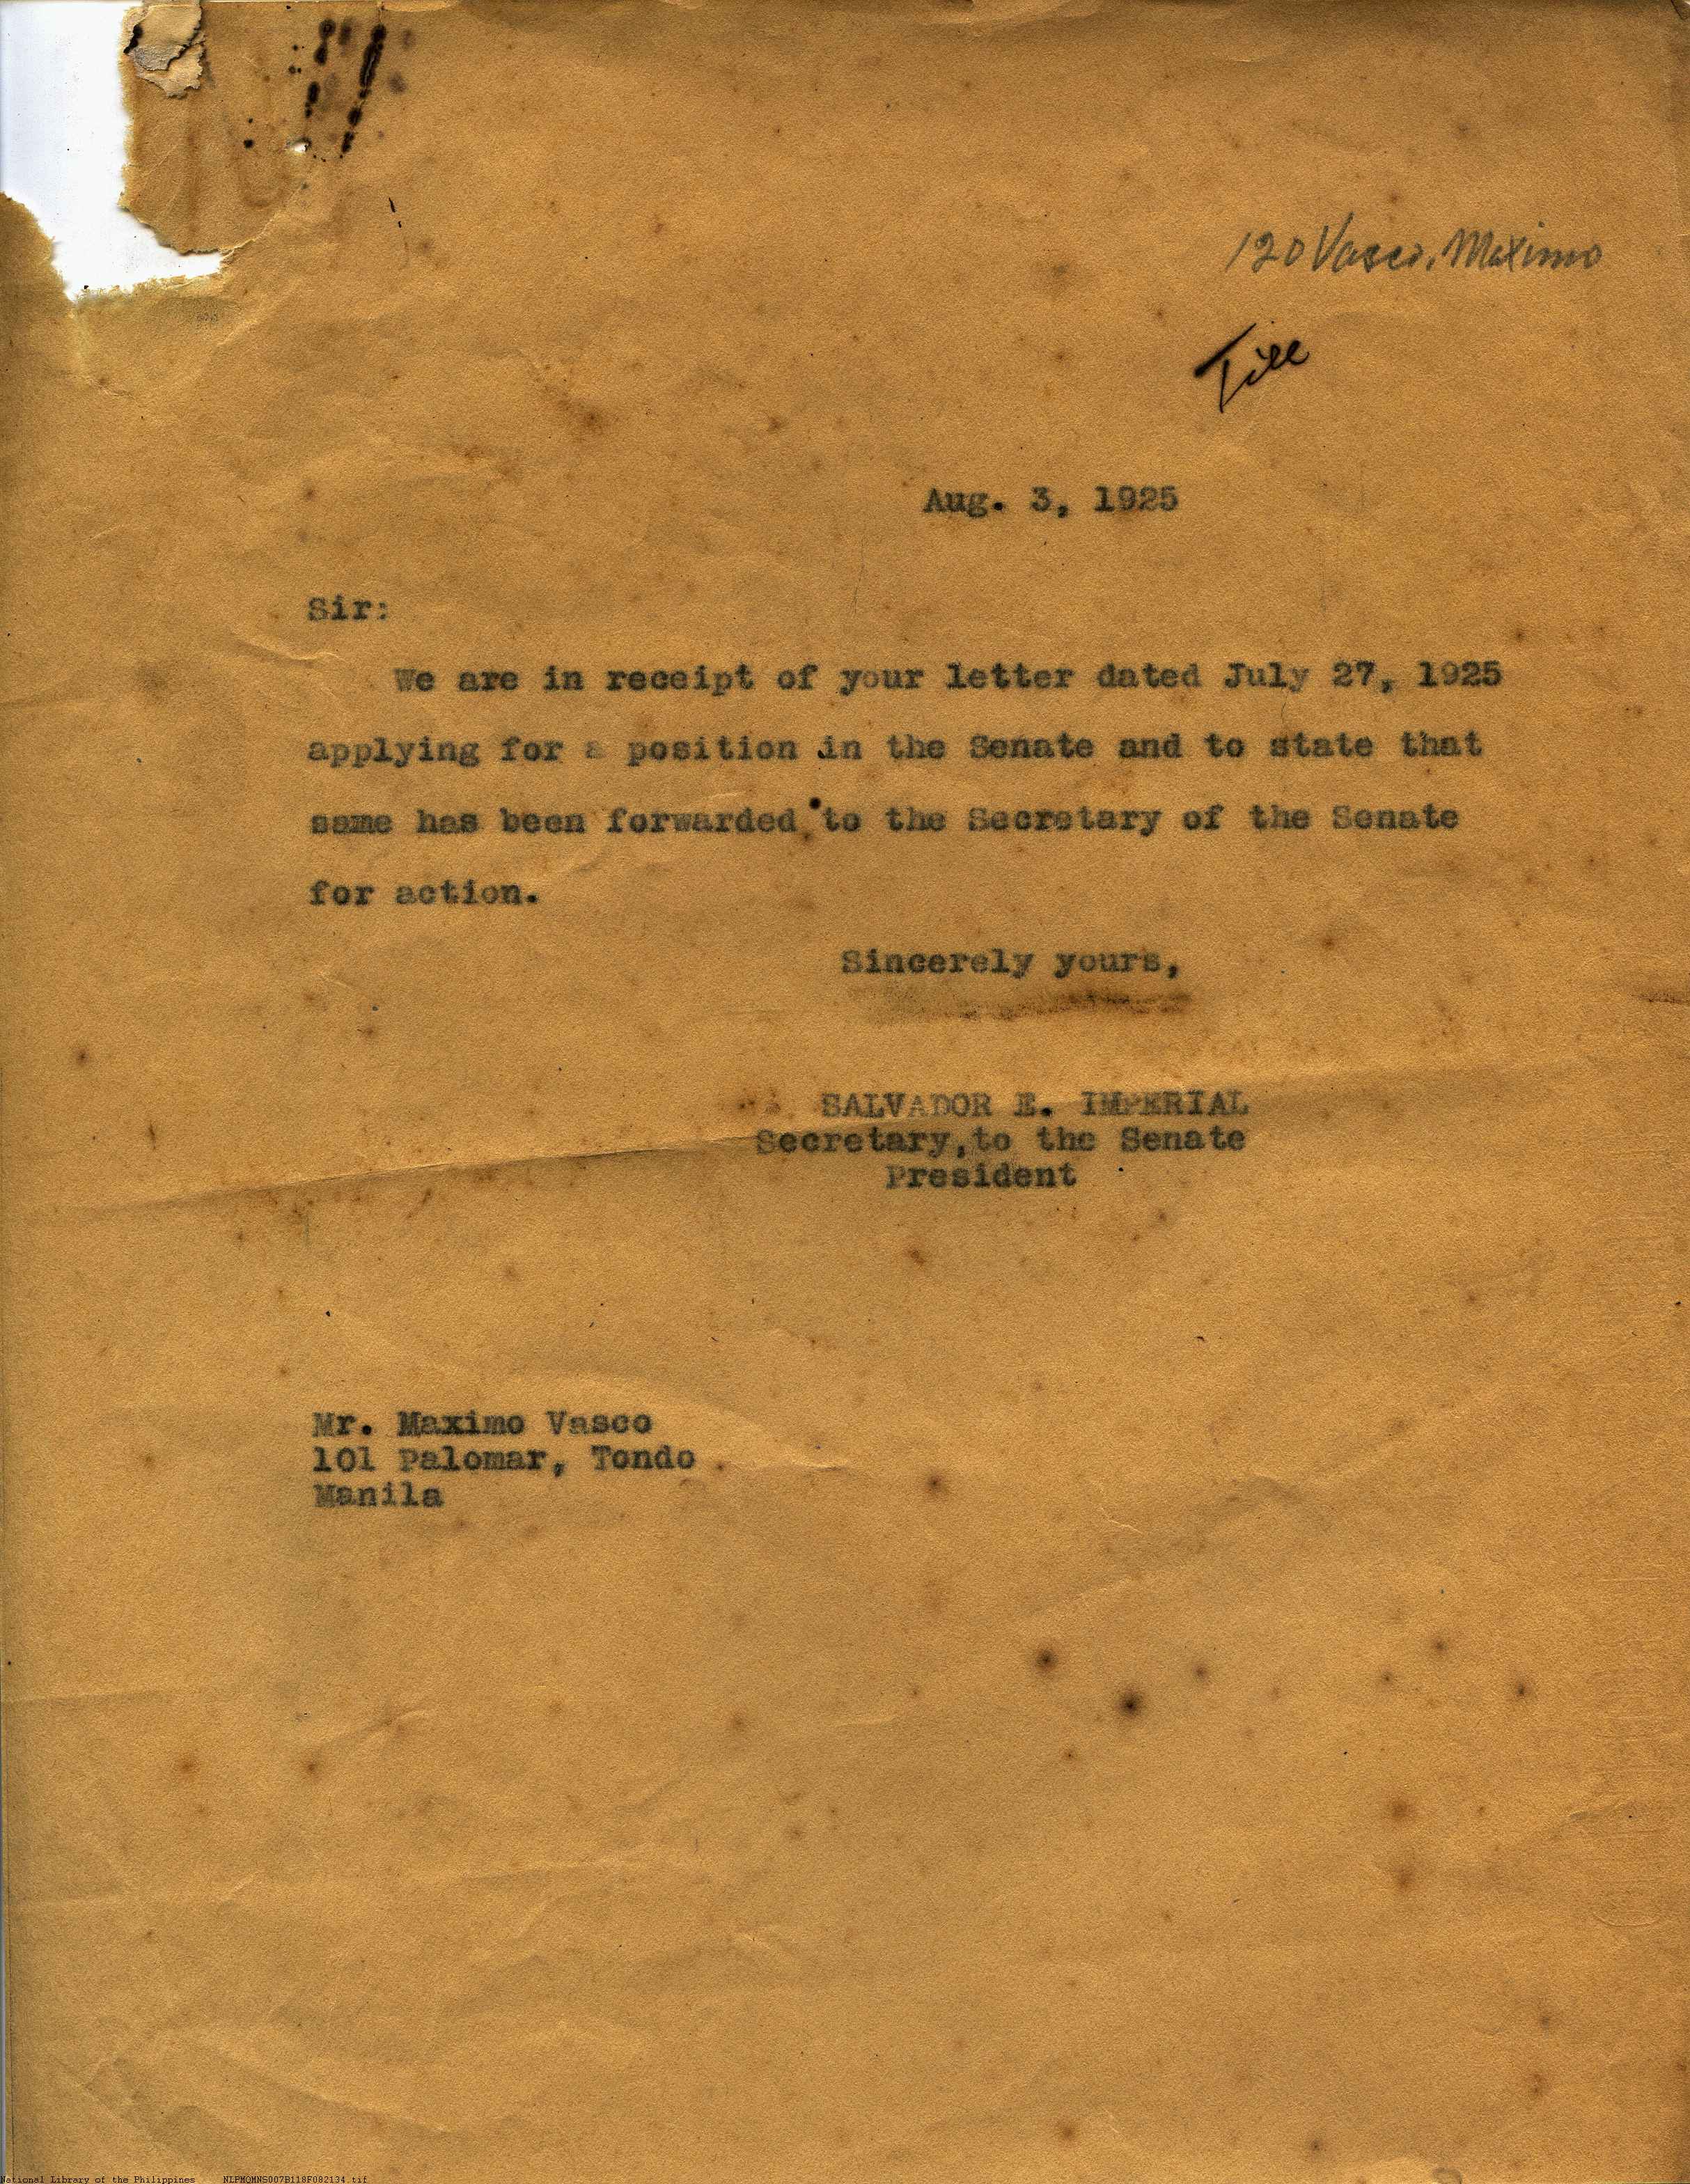 120 Vasco, Maximo
File
Aug. 3, 1925
Sir:
We are in receipt of your letter dated July 27, 1925
applying for a position in the Senate and to state that
same has been forwarded to the Secretary of the Senate
for action.
Sincerely yours,
SALVADOR E. IMPERIAL
Secretary,to the Senate
President
Mr. Maximo Vasco
101 Palomar, Tondo
Manila
National Library of the Philippines NLPMQMNS007B118F082134.tif